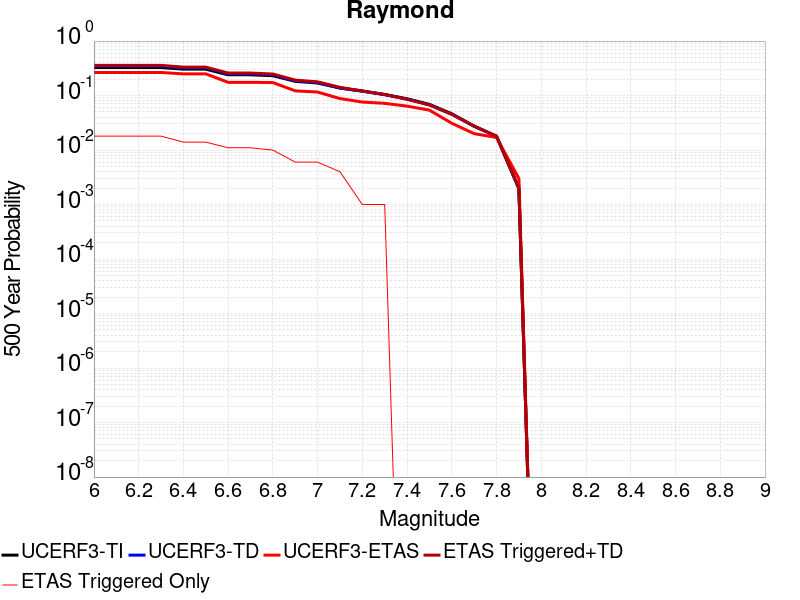 Raymond
500 Year Probability
10^0
10^-1
10^-2
10^-3
10^-4
10^-5
10^-6
10^-7
10^-8
6 6.2 6.4 6.6 6.8 7 7.2 7.4 7.6 7.8 8 8.2 8.4 8.6 8.8 9
Magnitude
UCERF3-TI UCERF3-TD UCERF3-ETAS ETAS Triggered+TD
ETAS Triggered Only